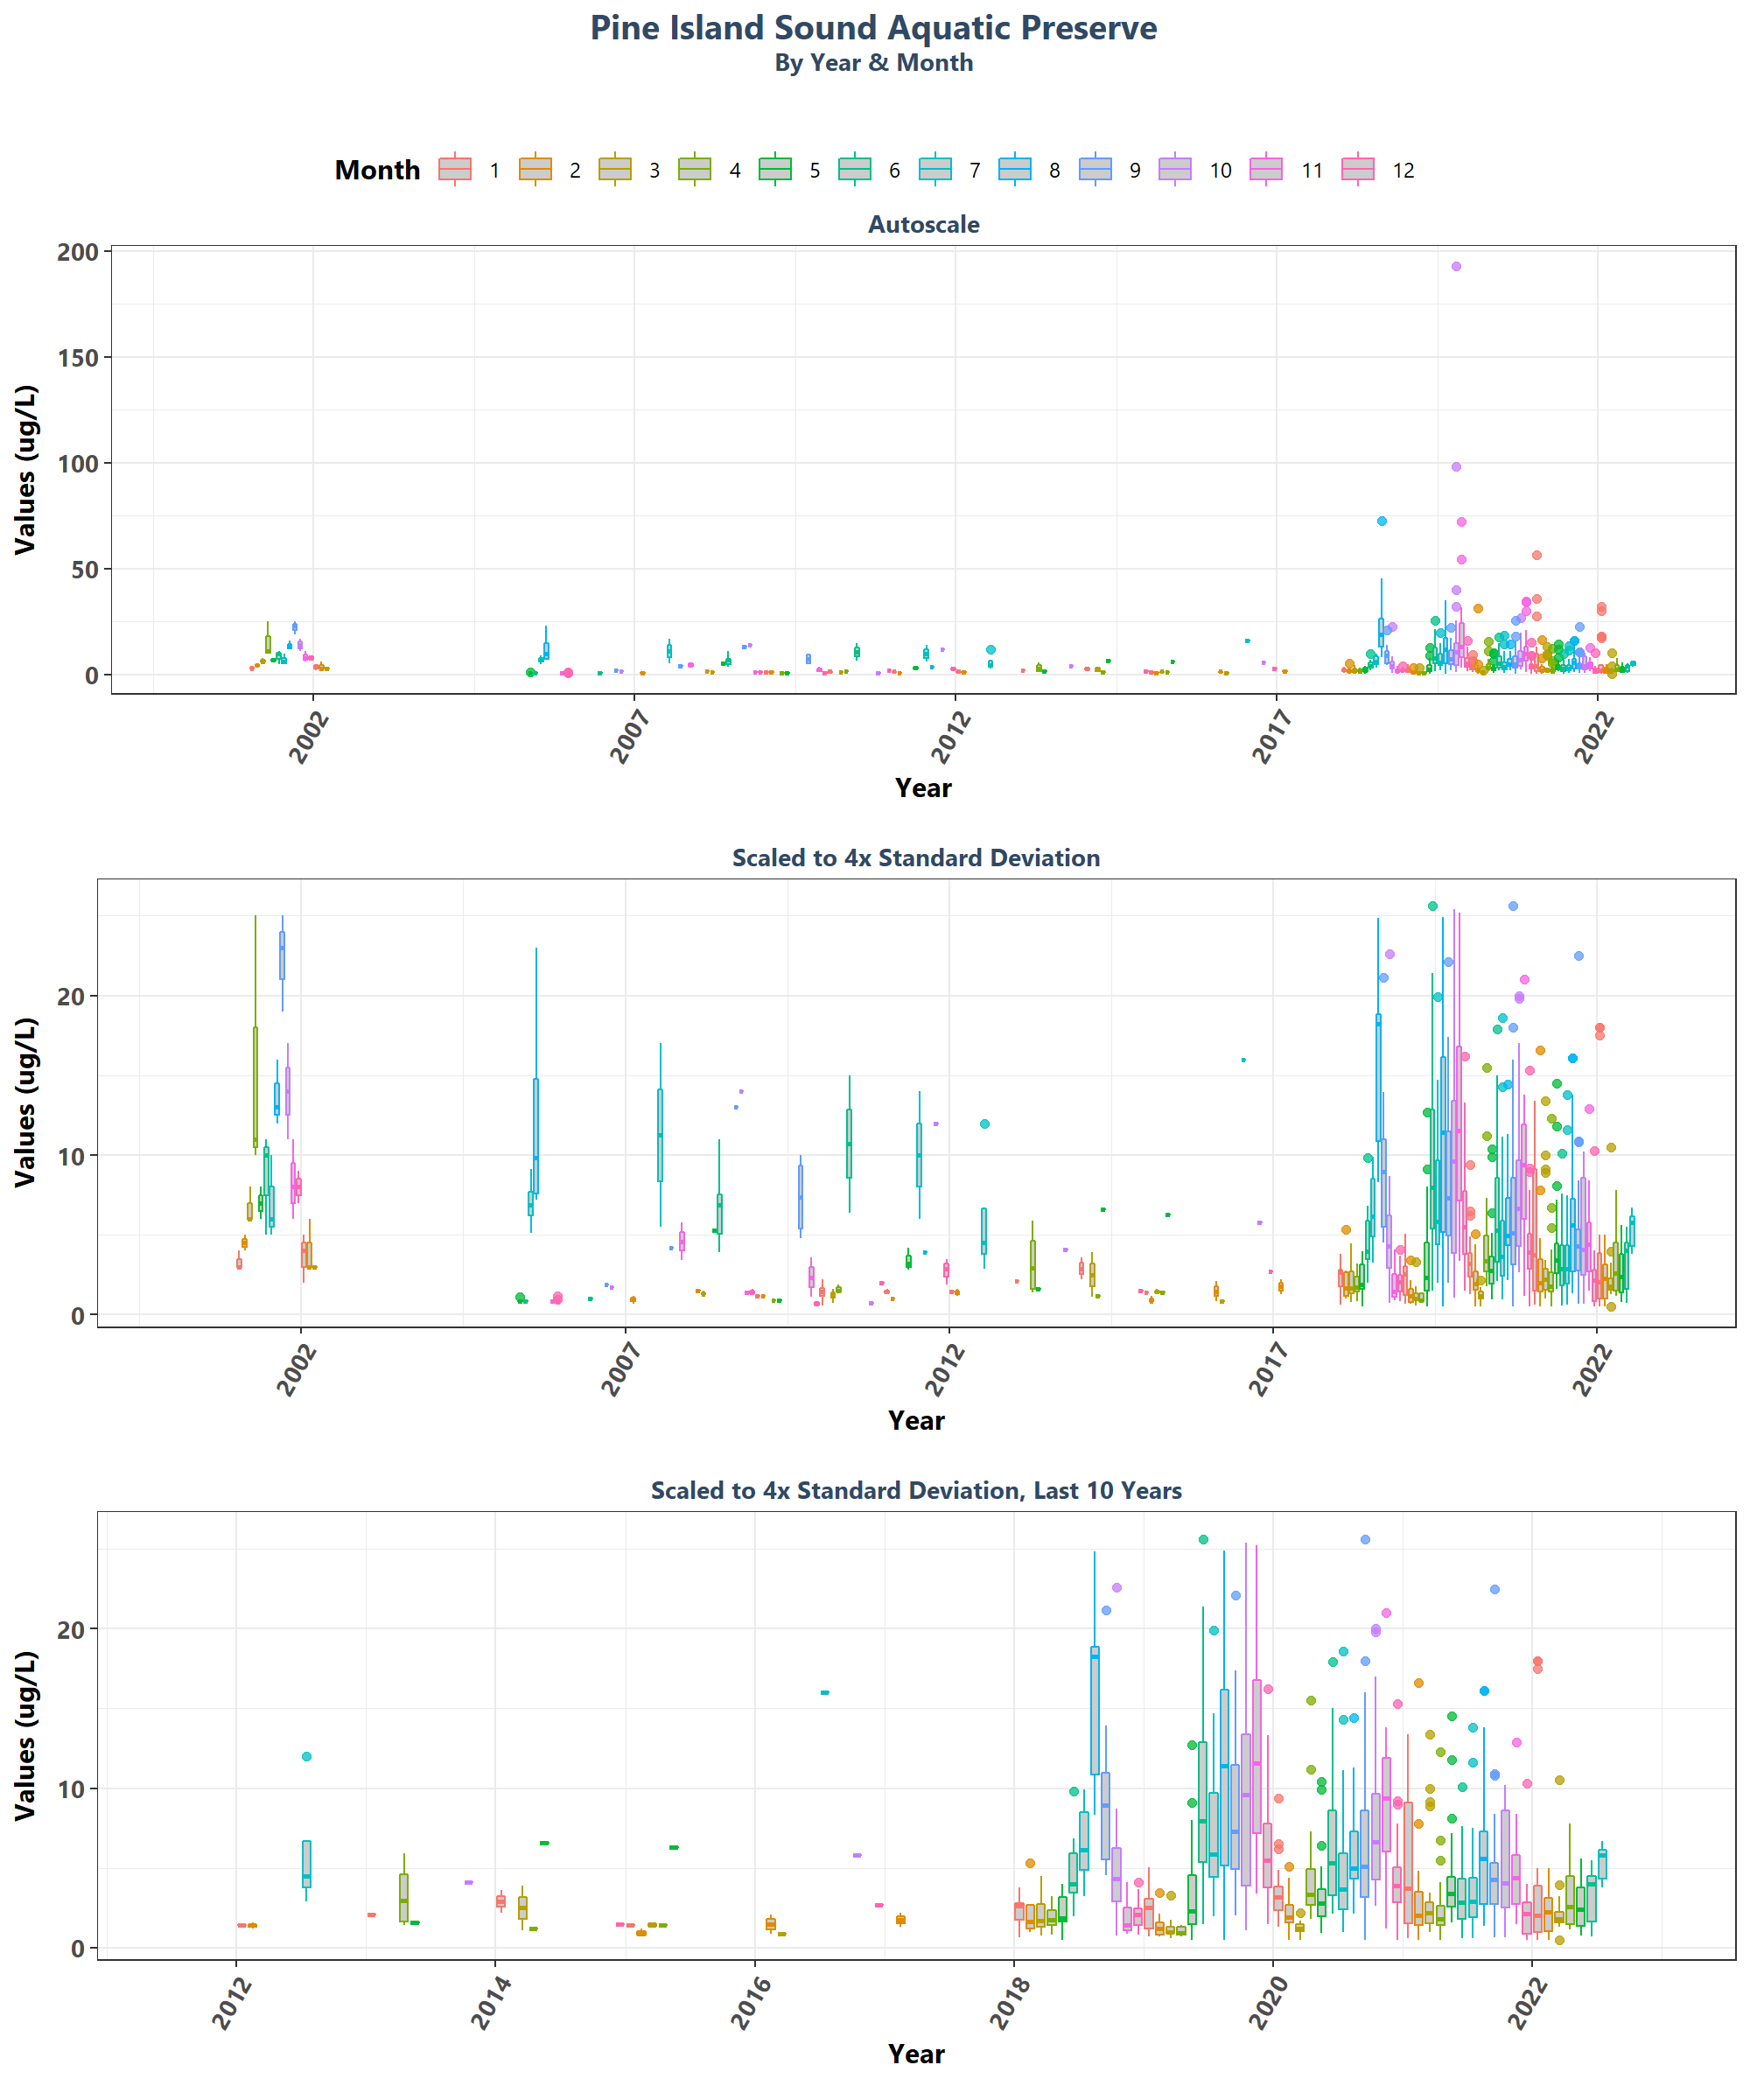 Pine Island Sound Aquatic Preserve
By Year & Month
Month 1 2 3 4 5 6 7 8 9 10 11 12
Autoscale
Values (ug/L)
200
150
100
50
0
2002 2007 2012 2017 2022
Year
Scaled to 4x Standard Deviation
Values (ug/L)
20
10
0
2002 2007 2012 2017 2022
Year
Scaled to 4x Standard Deviation, Last 10 Years
Values (ug/L)
20
10
0
2012 2014 2016 2018 2020 2022
Year